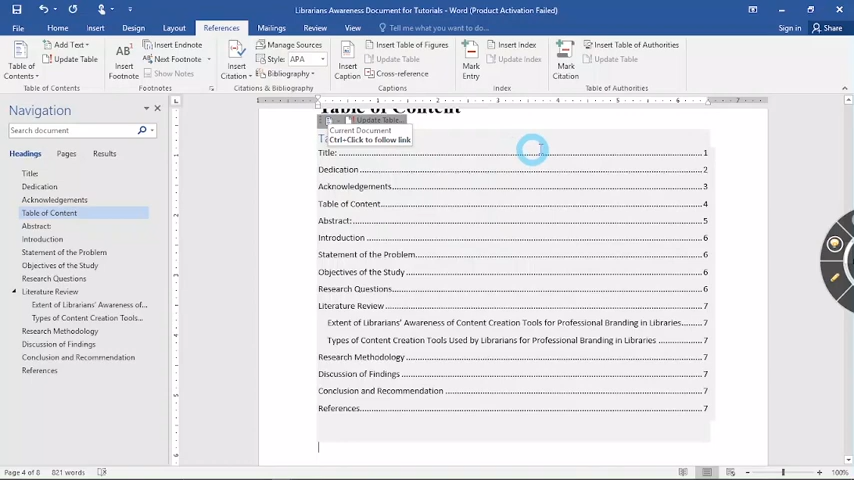 Librarians Awareness Document for Tutorials - Word (Product Activation Failed)
File Home Insert Design Layout References Mailings Review View Tell me what you want to do... Sign in Share
Table of Contents
Add Text
Update Table
Table of Contents
Insert Footnote
Insert Endnote
Next Footnote
Show Notes
Footnotes
Insert Citation
Manage Sources
Style: APA
Bibliography
Citations & Bibliography
Insert Caption
Insert Table of Figures
Update Table
Cross-reference
Captions
Mark Entry
Insert Index
Update Index
Index
Mark Citation
Insert Table of Authorities
Update Table
Table of Authorities
Navigation
Search document
Headings Pages Results
Title:
Dedication
Acknowledgements
Table of Content
Abstract:
Introduction
Statement of the Problem
Objectives of the Study
Research Questions
Literature Review
Extent of Librarians' Awareness of...
Types of Content Creation Tools...
Research Methodology
Discussion of Findings
Conclusion and Recommendation
References
Table of Content
Update Table...
Current Document
Ctrl+Click to follow link
Title: 1
Dedication 2
Acknowledgements 3
Table of Content 4
Abstract: 5
Introduction 6
Statement of the Problem 6
Objectives of the Study 6
Research Questions 6
Literature Review 7
Extent of Librarians' Awareness of Content Creation Tools for Professional Branding in Libraries 7
Types of Content Creation Tools Used by Librarians for Professional Branding in Libraries 7
Research Methodology 7
Discussion of Findings 7
Conclusion and Recommendation 7
References 7
Page 4 of 8 821 words 100%